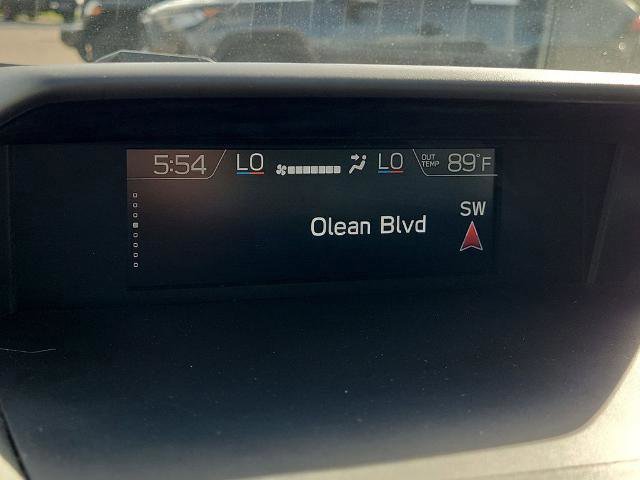 5:54 LO LO OUT TEMP 89°F
SW
Olean Blvd